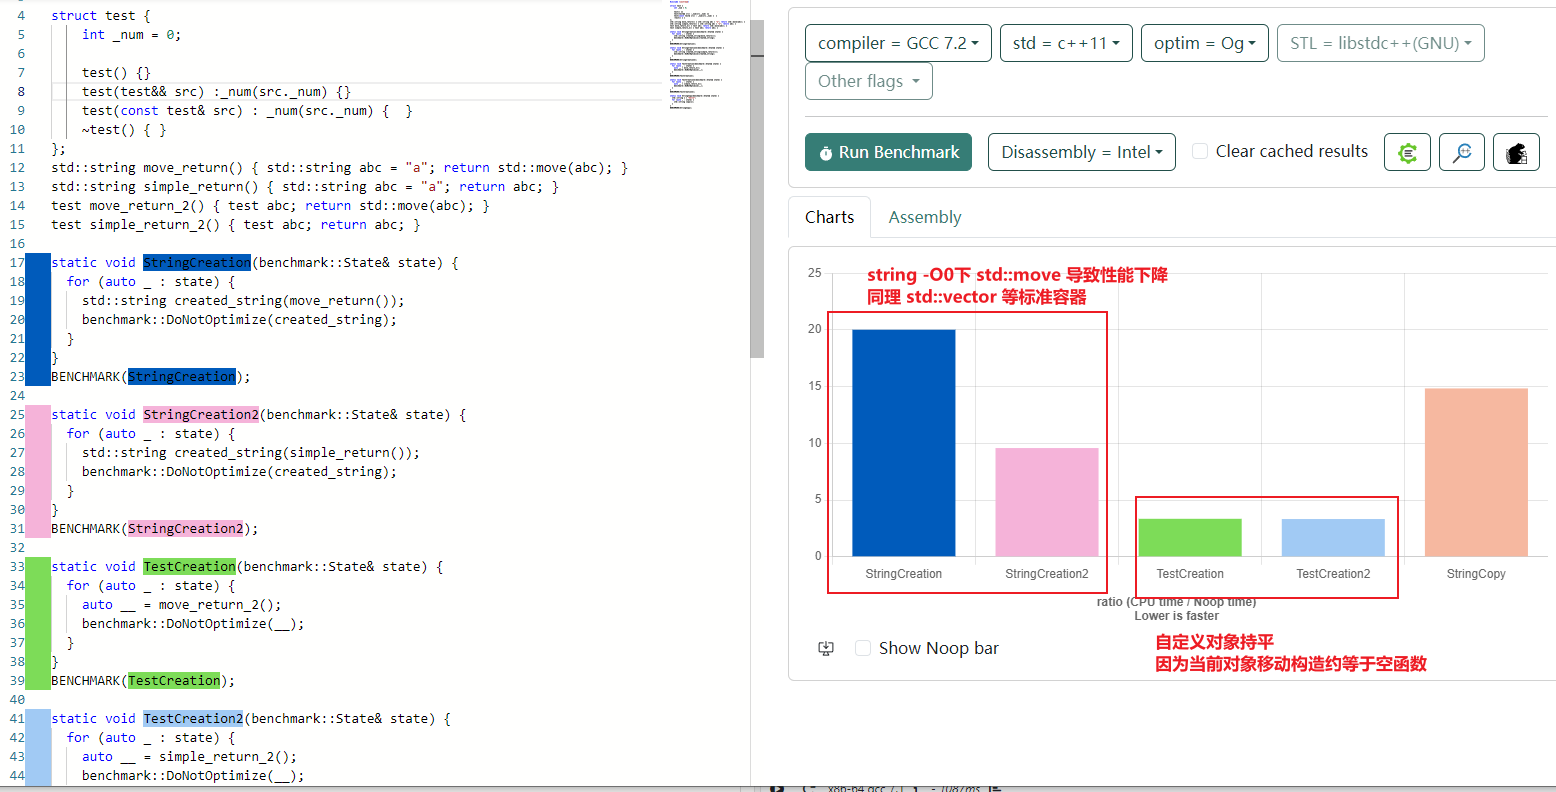 4 struct test {
5 int _num = 0;
6
7 test() {}
8 test(test&& src) :_num(src._num) {}
9 test(const test& src) : _num(src._num) {  }
10 ~test() { }
11 };
12 std::string move_return() { std::string abc = "a"; return std::move(abc); }
13 std::string simple_return() { std::string abc = "a"; return abc; }
14 test move_return_2() { test abc; return std::move(abc); }
15 test simple_return_2() { test abc; return abc; }
16
17 static void StringCreation(benchmark::State& state) {
18 for (auto _ : state) {
19 std::string created_string(move_return());
20 benchmark::DoNotOptimize(created_string);
21 }
22 }
23 BENCHMARK(StringCreation);
24
25 static void StringCreation2(benchmark::State& state) {
26 for (auto _ : state) {
27 std::string created_string(simple_return());
28 benchmark::DoNotOptimize(created_string);
29 }
30 }
31 BENCHMARK(StringCreation2);
32
33 static void TestCreation(benchmark::State& state) {
34 for (auto _ : state) {
35 auto __ = move_return_2();
36 benchmark::DoNotOptimize(__);
37 }
38 }
39 BENCHMARK(TestCreation);
40
41 static void TestCreation2(benchmark::State& state) {
42 for (auto _ : state) {
43 auto __ = simple_return_2();
44 benchmark::DoNotOptimize(__);
compiler = GCC 7.2
std = c++11
optim = Og
STL = libstdc++(GNU)
Other flags
Run Benchmark
Disassembly = Intel
Clear cached results
Charts
Assembly
string -O0下 std::move 导致性能下降
同理 std::vector 等标准容器
25
20
15
10
5
0
StringCreation
StringCreation2
TestCreation
TestCreation2
StringCopy
ratio (CPU time / Noop time)
Lower is faster
自定义对象持平
因为当前对象移动构造约等于空函数
Show Noop bar
- 1087ms